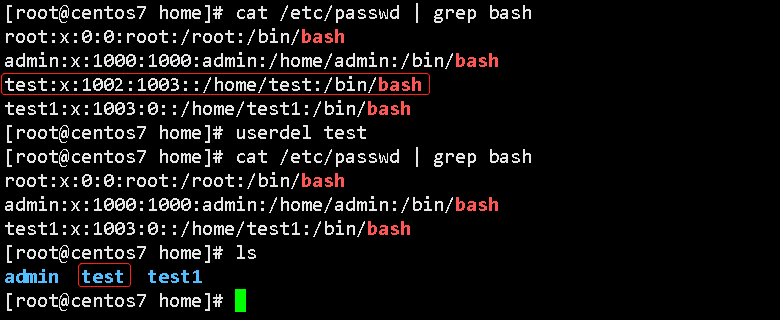 [root@centos7 home]# cat /etc/passwd | grep bash
root:x:0:0:root:/root:/bin/bash
admin:x:1000:1000:admin:/home/admin:/bin/bash
test:x:1002:1003::/home/test:/bin/bash
test1:x:1003:0::/home/test1:/bin/bash
[root@centos7 home]# userdel test
[root@centos7 home]# cat /etc/passwd | grep bash
root:x:0:0:root:/root:/bin/bash
admin:x:1000:1000:admin:/home/admin:/bin/bash
test1:x:1003:0::/home/test1:/bin/bash
[root@centos7 home]# ls
admin  test  test1
[root@centos7 home]#